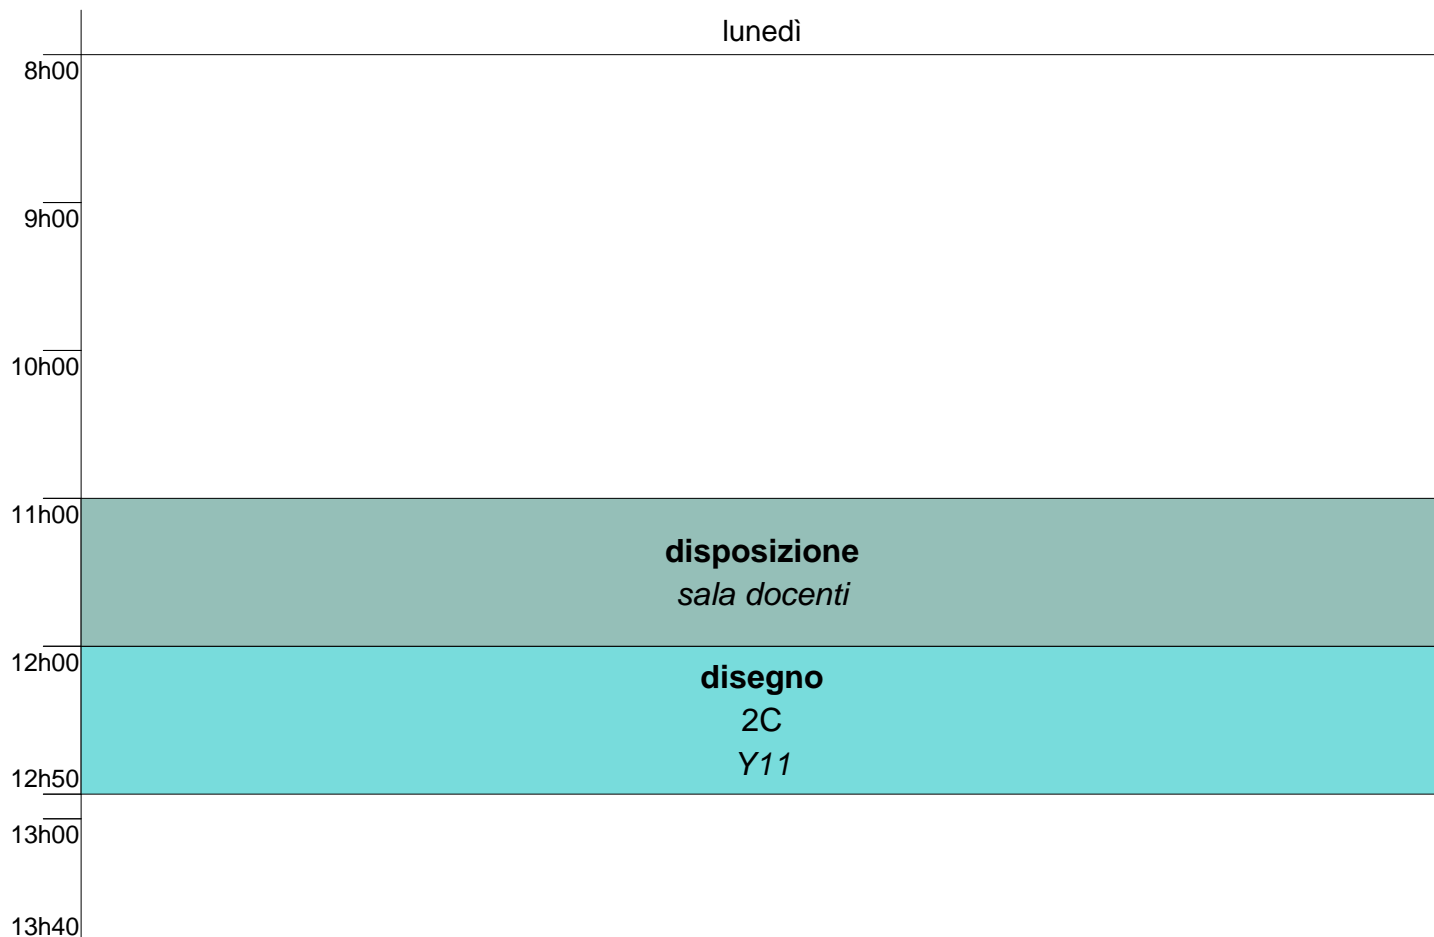 lunedì
8h00
9h00
10h00
11h00
disposizione
sala docenti
12h00
disegno
2C
Y11
12h50
13h00
13h40